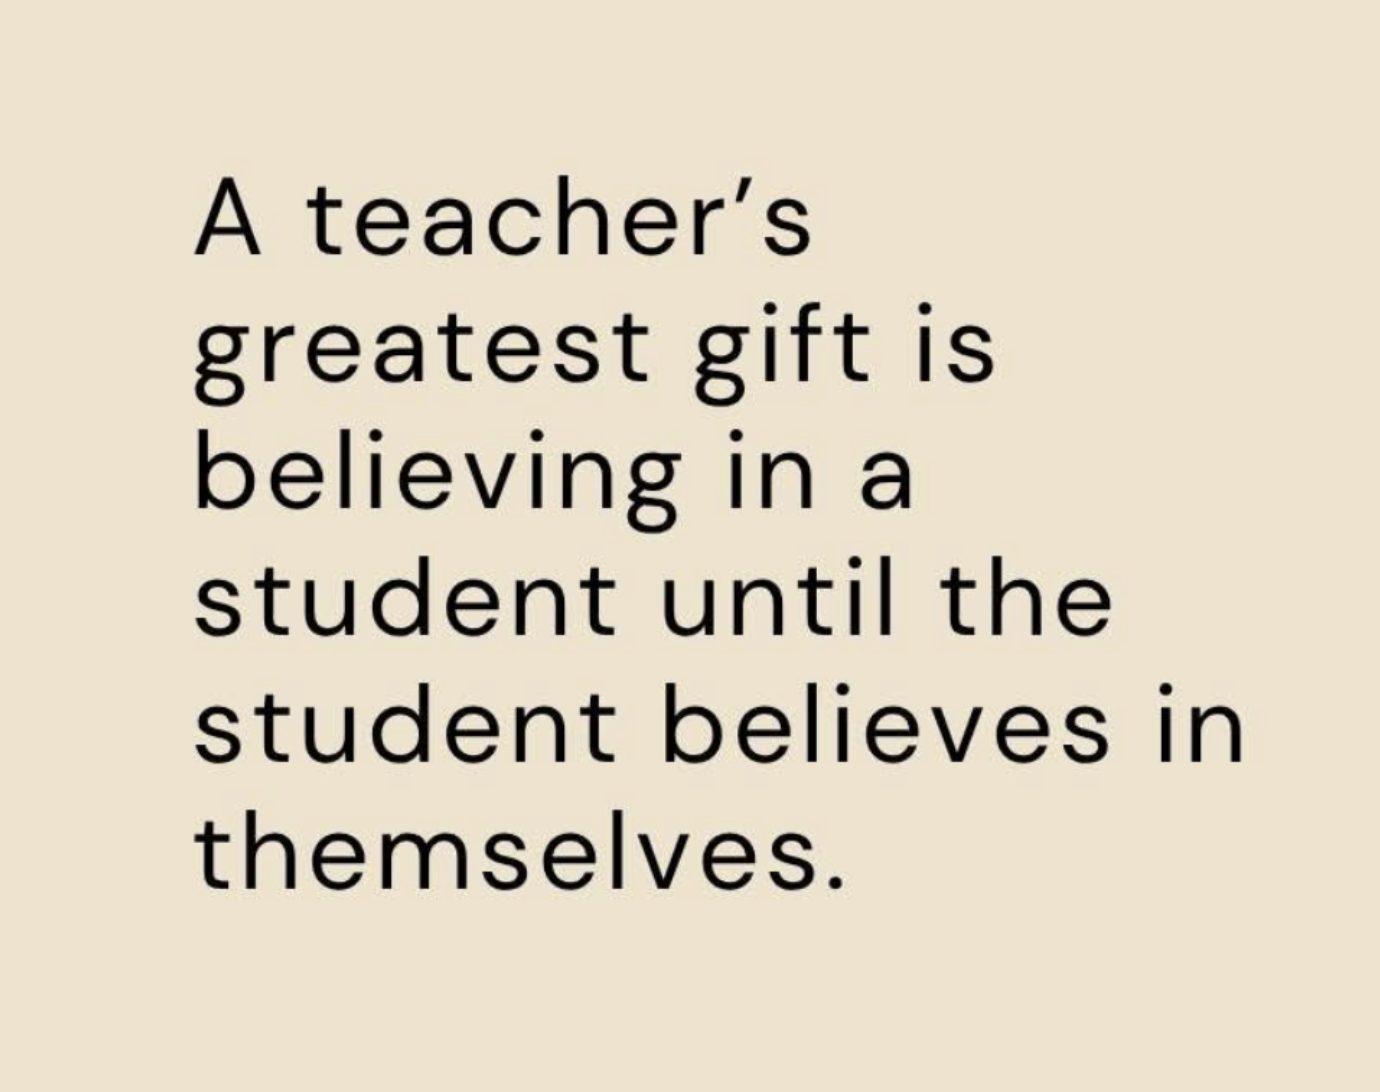 A teacher’s
greatest gift is
believing in a
student until the
student believes in
themselves.